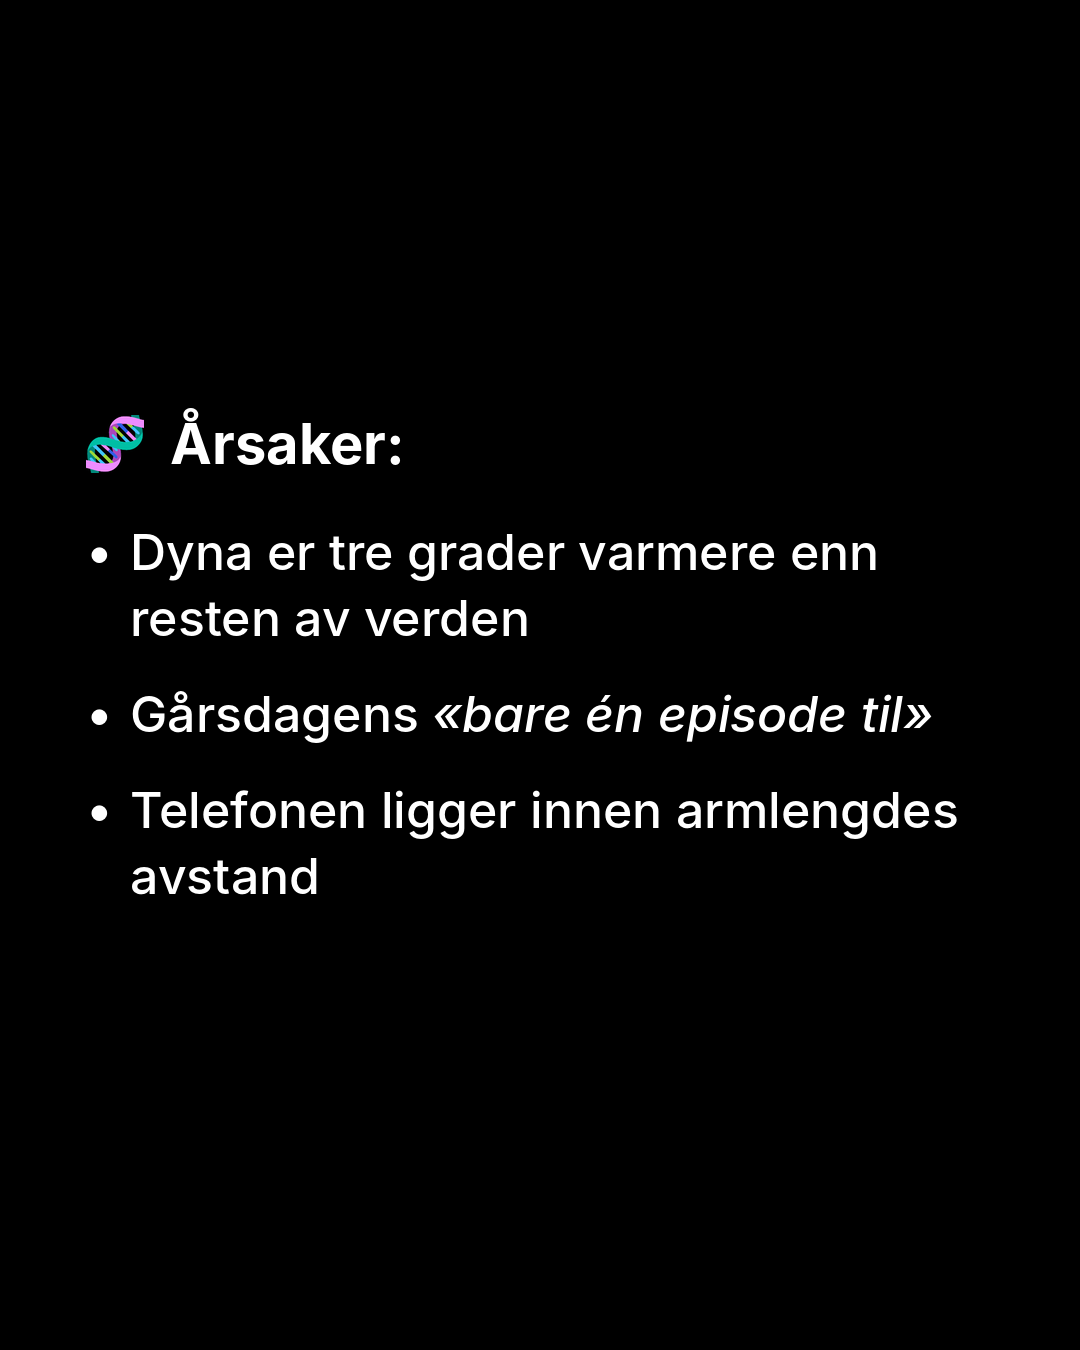 🧬 Årsaker:
• Dyna er tre grader varmere enn
resten av verden
• Gårsdagens «bare én episode til»
• Telefonen ligger innen armlengdes
avstand